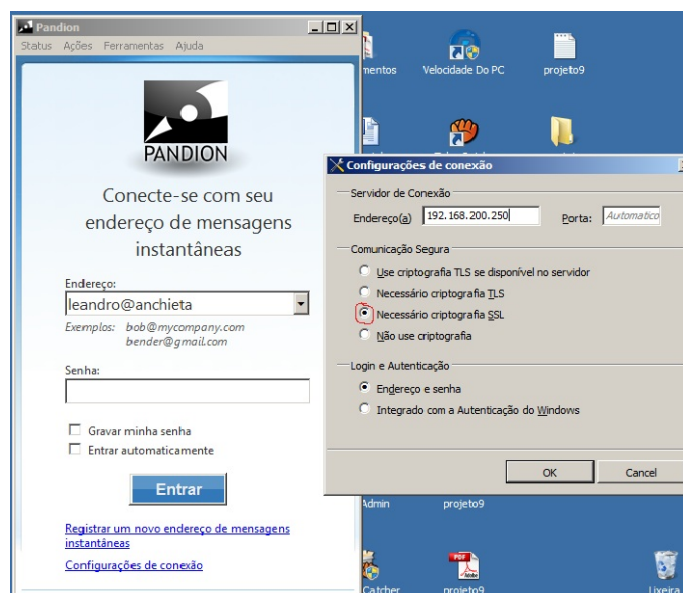 Pandion
Status Ações Ferramentas Ajuda
PANDION
Conecte-se com seu
endereço de mensagens
instantâneas
Endereço:
leandro@anchieta
Exemplos: bob@mycompany.com
bender@gmail.com
Senha:
Gravar minha senha
Entrar automaticamente
Entrar
Registrar um novo endereço de mensagens
instantâneas
Configurações de conexão
Velocidade Do PC
projeto9
Configurações de conexão
Servidor de Conexão
Endereço(a) 192.168.200.250 Porta: Automatico
Comunicação Segura
Use criptografia TLS se disponível no servidor
Necessário criptografia TLS
Necessário criptografia SSL
Não use criptografia
Login e Autenticação
Endereço e senha
Integrado com a Autenticação do Windows
OK Cancel
Admin
projeto9
PDF
Adobe
Catcher
projeto9
Lixeira